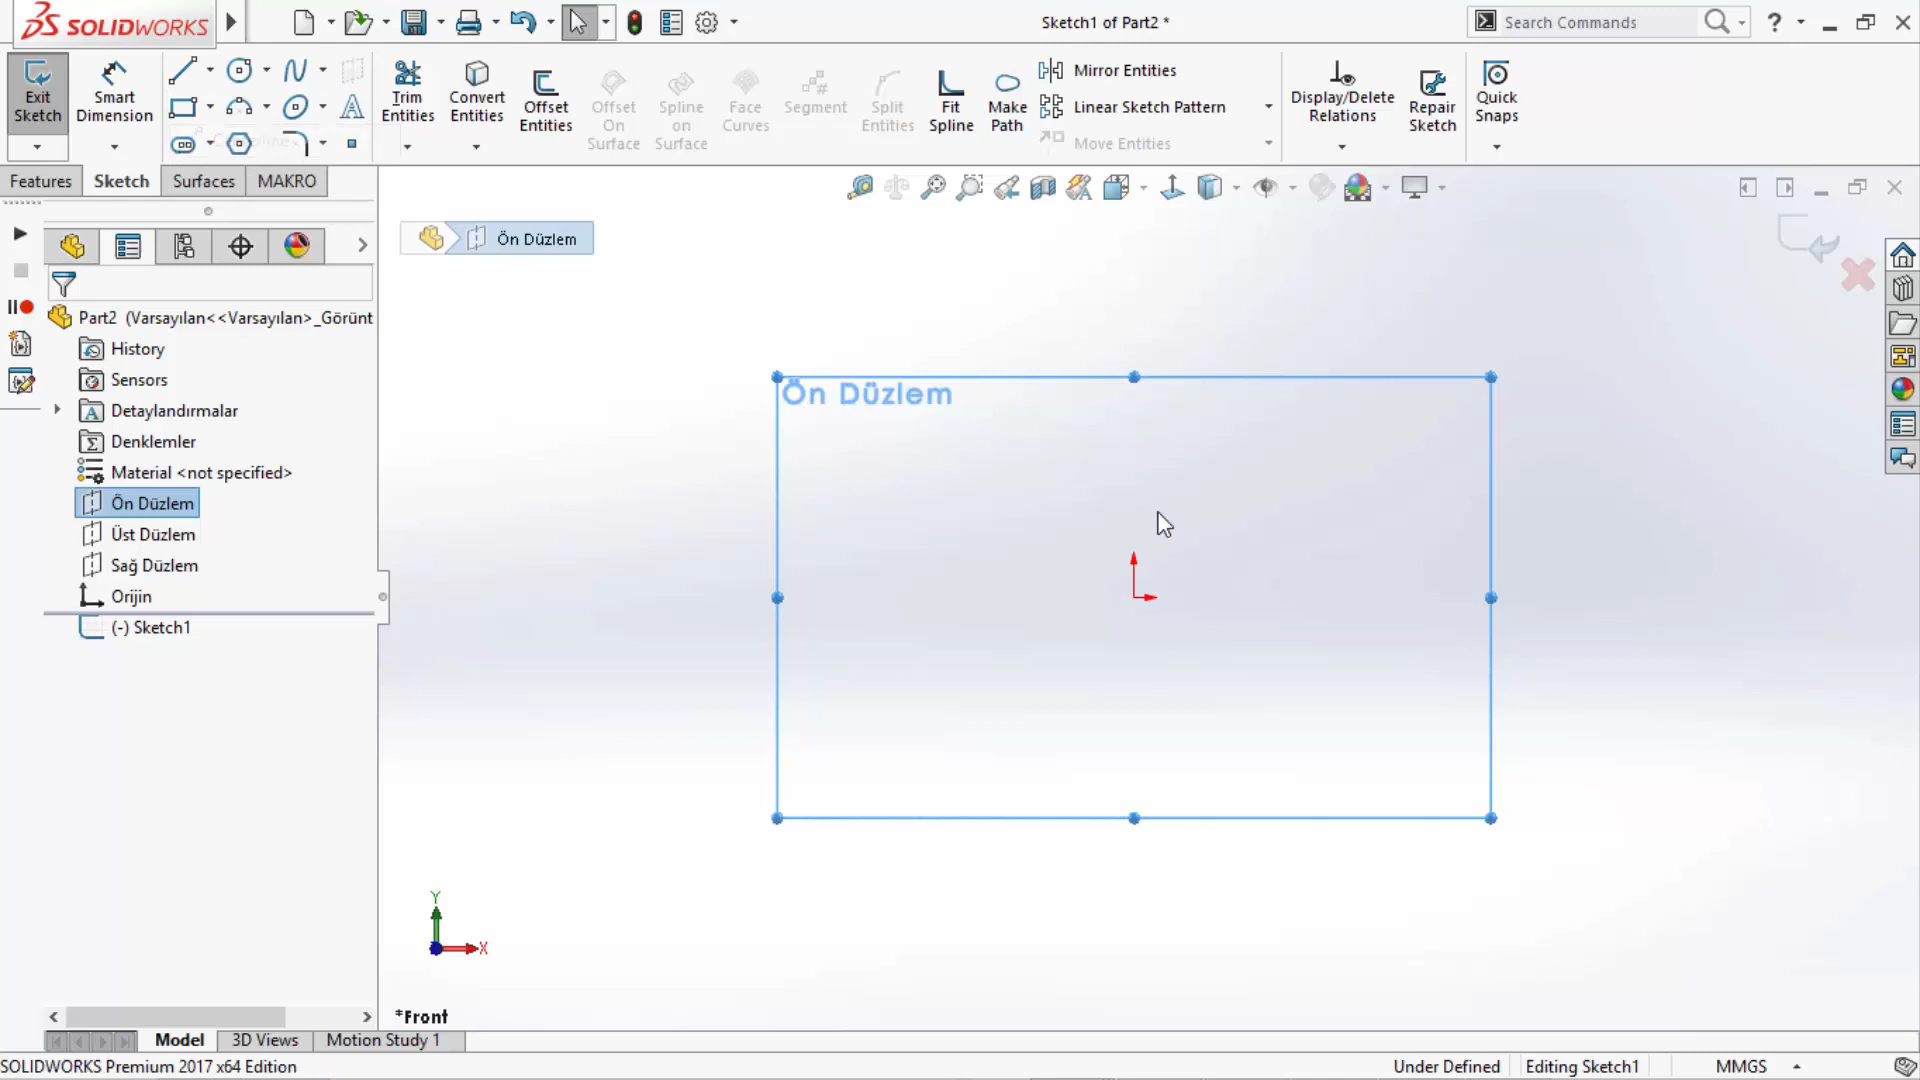 SOLIDWORKS
Sketch1 of Part2 *
Search Commands
Exit Sketch
Smart Dimension
Trim Entities
Convert Entities
Offset Entities
Offset On Surface
Spline on Surface
Face Curves
Segment
Split Entities
Fit Spline
Make Path
Mirror Entities
Linear Sketch Pattern
Move Entities
Display/Delete Relations
Repair Sketch
Quick Snaps
Features
Sketch
Surfaces
MAKRO
Ön Düzlem
Part2 (Varsayılan<<Varsayılan>_Görünt
History
Sensors
Detaylandırmalar
Denklemler
Material <not specified>
Ön Düzlem
Üst Düzlem
Sağ Düzlem
Orijin
(-) Sketch1
Ön Düzlem
Y
X
*Front
Model
3D Views
Motion Study 1
SOLIDWORKS Premium 2017 x64 Edition
Under Defined
Editing Sketch1
MMGS